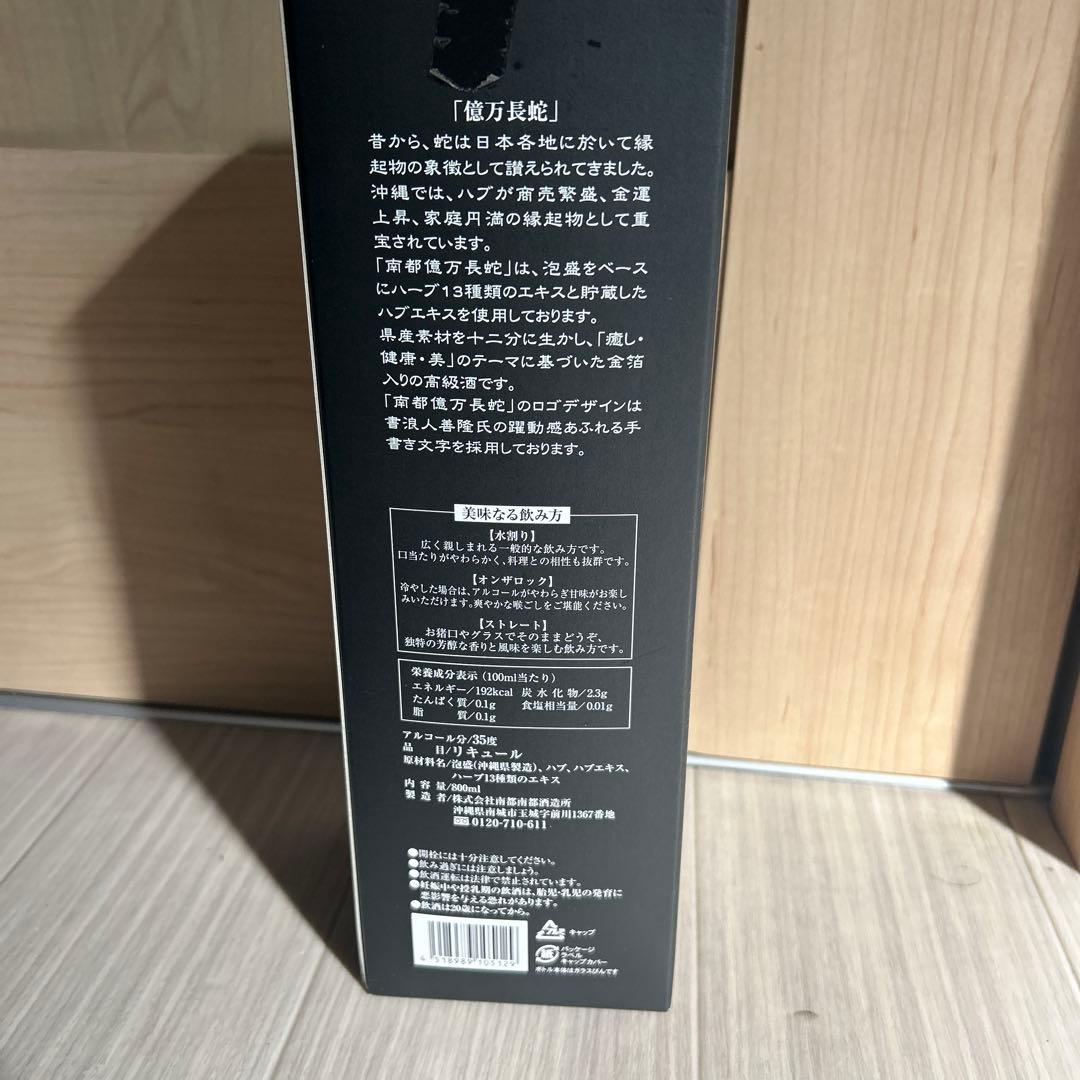 「億万長蛇」
昔から、蛇は日本各地に於いて縁
起物の象徴として讃えられてきました。
沖縄では、ハブが商売繁盛、金運
上昇、家庭円満の縁起物として重
宝されています。
「南都億万長蛇」は、泡盛をベース
にハーブ13種類のエキスと貯蔵した
ハブエキスを使用しております。
県産素材を十二分に生かし、「癒し・
健康・美」のテーマに基づいた金箔
入りの高級酒です。
「南都億万長蛇」のロゴデザインは
書浪人善隆氏の躍動感あふれる手
書き文字を採用しております。
美味なる飲み方
【水割り】
広く親しまれる一般的な飲み方です。
口当たりがやわらかく、料理との相性も抜群です。
【オンザロック】
冷やした場合は、アルコールがやわらぎ甘味がお楽し
みいただけます。爽やかな喉ごしをご堪能ください。
【ストレート】
お猪口やグラスでそのままどうぞ、
独特の芳醇な香りと風味を楽しむ飲み方です。
栄養成分表示(100ml当たり)
エネルギー/192kcal 炭水化物/2.3g
たんぱく質/0.1g 食塩相当量/0.01g
脂質/0.1g
アルコール分/35度
品目/リキュール
原材料名/泡盛(沖縄県製造)、ハブ、ハブエキス、
ハーブ13種類のエキス
内容量/800ml
製造者/株式会社南都南都酒造所
沖縄県南城市玉城字前川1367番地
0120-710-611
●開栓には十分注意してください。
●飲み過ぎには注意しましょう。
●飲酒運転は法律で禁止されています。
●妊娠中や授乳期の飲酒は、胎児・乳児の発育に
悪影響を与える恐れがあります。
●飲酒は20歳になってから。
4518989105329
アルミ キャップ
紙 パッケージ
ラベル
キャップカバー
ボトル本体はガラスびんです